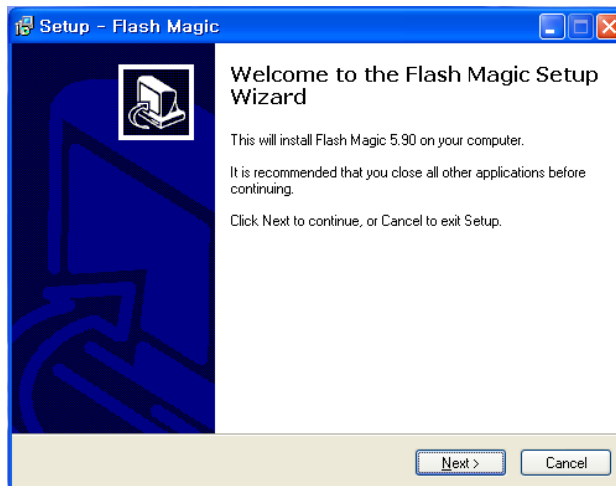 Setup - Flash Magic
Welcome to the Flash Magic Setup
Wizard
This will install Flash Magic 5.90 on your computer.
It is recommended that you close all other applications before
continuing.
Click Next to continue, or Cancel to exit Setup.
Next >
Cancel